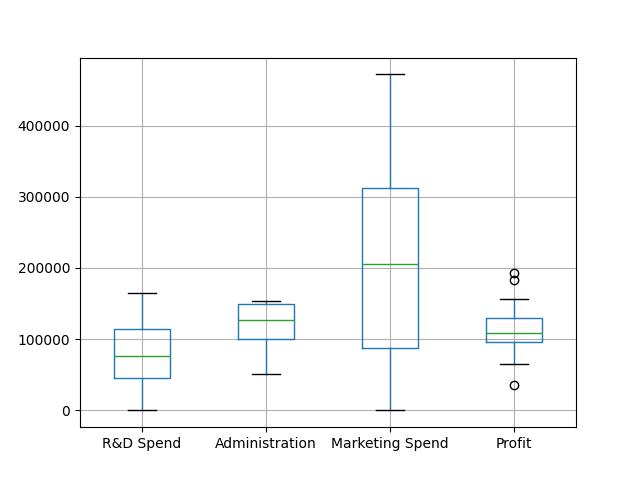 400000
300000
200000
100000
0
R&D Spend
Administration
Marketing Spend
Profit